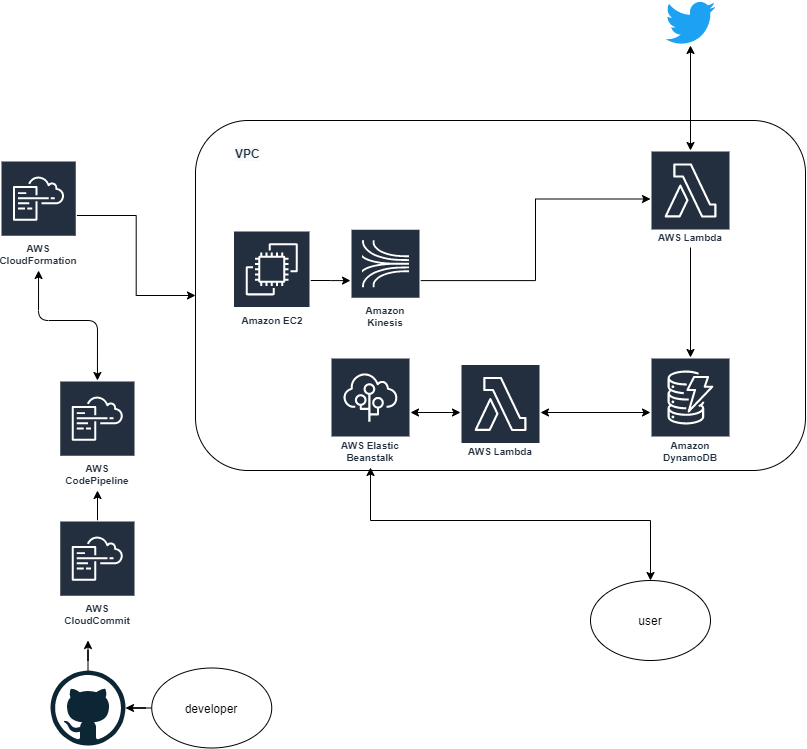 VPC
AWS
CloudFormation
AWS Lambda
Amazon EC2
Amazon
Kinesis
AWS Elastic
Beanstalk
AWS Lambda
Amazon
DynamoDB
AWS
CodePipeline
AWS
CloudCommit
user
developer